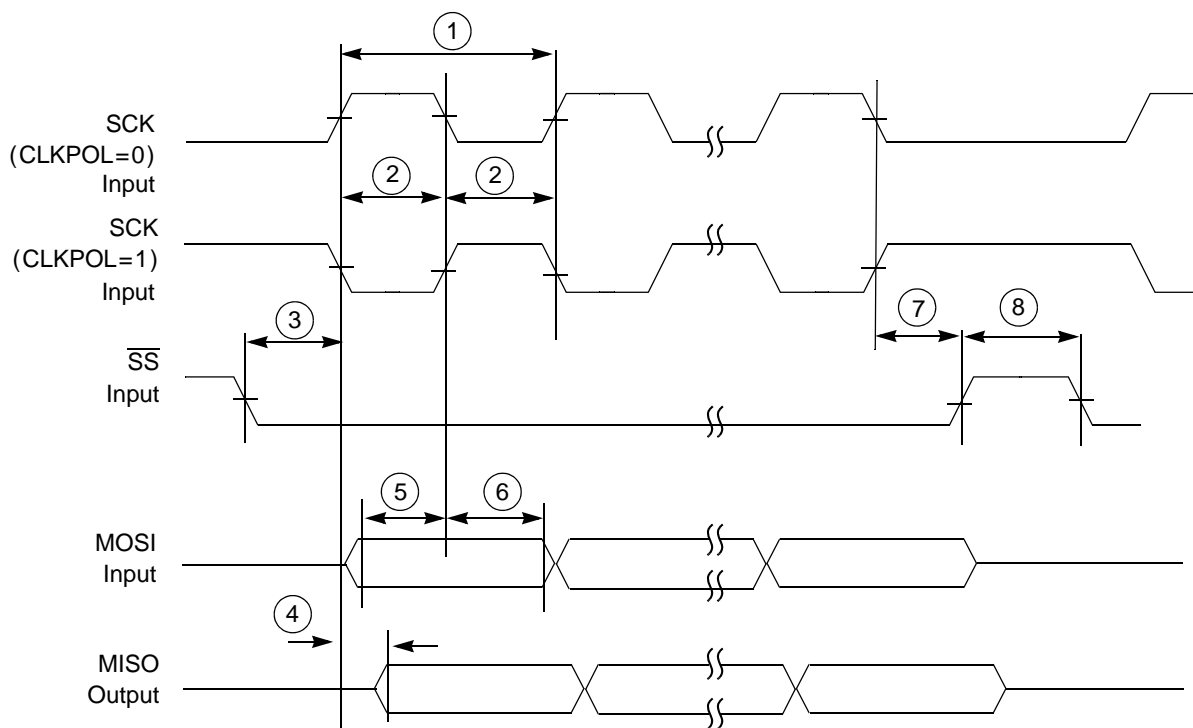 1
SCK
(CLKPOL=0)
Input
2
2
SCK
(CLKPOL=1)
Input
3
7
8
SS
Input
5
6
MOSI
Input
4
MISO
Output